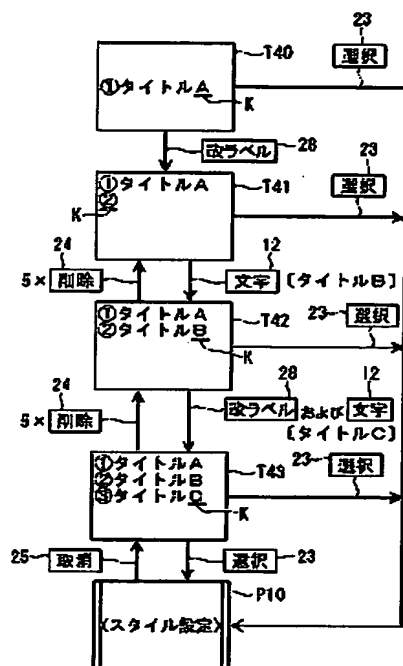 23
選択
T40
①タイトルA
K
改ラベル
28
23
選択
①タイトルA
②
K
T41
24
5×
削除
12
文字
〔タイトルB〕
①タイトルA
②タイトルB
K
T42
23
選択
24
5×
削除
28
改ラベル
および
12
文字
〔タイトルC〕
①タイトルA
②タイトルB
③タイトルC
K
T43
23
選択
25
取消
選択
23
P10
(スタイル設定)